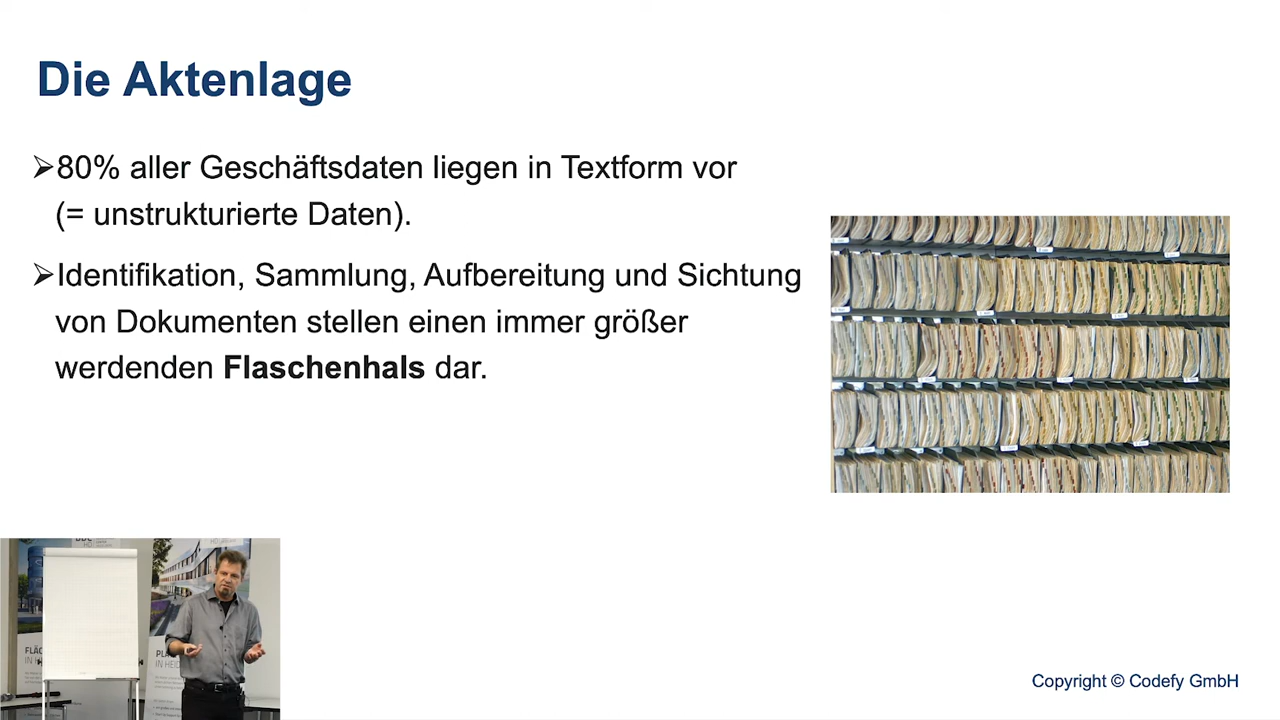 Die Aktenlage
➢80% aller Geschäftsdaten liegen in Textform vor
(= unstrukturierte Daten).
➢Identifikation, Sammlung, Aufbereitung und Sichtung
von Dokumenten stellen einen immer größer
werdenden Flaschenhals dar.
Copyright © Codefy GmbH